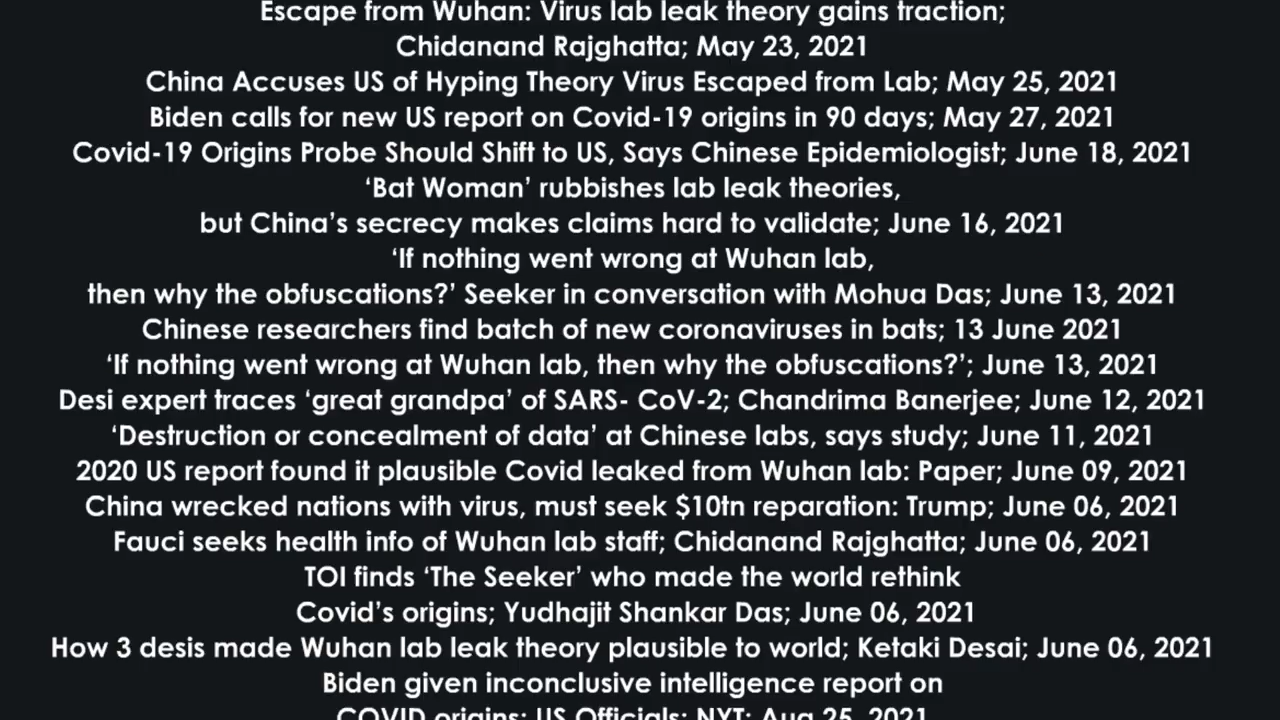 Escape from Wuhan: Virus lab leak theory gains traction;
Chidanand Rajghatta; May 23, 2021
China Accuses US of Hyping Theory Virus Escaped from Lab; May 25, 2021
Biden calls for new US report on Covid-19 origins in 90 days; May 27, 2021
Covid-19 Origins Probe Should Shift to US, Says Chinese Epidemiologist; June 18, 2021
‘Bat Woman’ rubbishes lab leak theories,
but China’s secrecy makes claims hard to validate; June 16, 2021
‘If nothing went wrong at Wuhan lab,
then why the obfuscations?’ Seeker in conversation with Mohua Das; June 13, 2021
Chinese researchers find batch of new coronaviruses in bats; 13 June 2021
‘If nothing went wrong at Wuhan lab, then why the obfuscations?’; June 13, 2021
Desi expert traces ‘great grandpa’ of SARS- CoV-2; Chandrima Banerjee; June 12, 2021
‘Destruction or concealment of data’ at Chinese labs, says study; June 11, 2021
2020 US report found it plausible Covid leaked from Wuhan lab: Paper; June 09, 2021
China wrecked nations with virus, must seek $10tn reparation: Trump; June 06, 2021
Fauci seeks health info of Wuhan lab staff; Chidanand Rajghatta; June 06, 2021
TOI finds ‘The Seeker’ who made the world rethink
Covid’s origins; Yudhajit Shankar Das; June 06, 2021
How 3 desis made Wuhan lab leak theory plausible to world; Ketaki Desai; June 06, 2021
Biden given inconclusive intelligence report on
COVID origins: US Officials; NYT; Aug 25, 2021